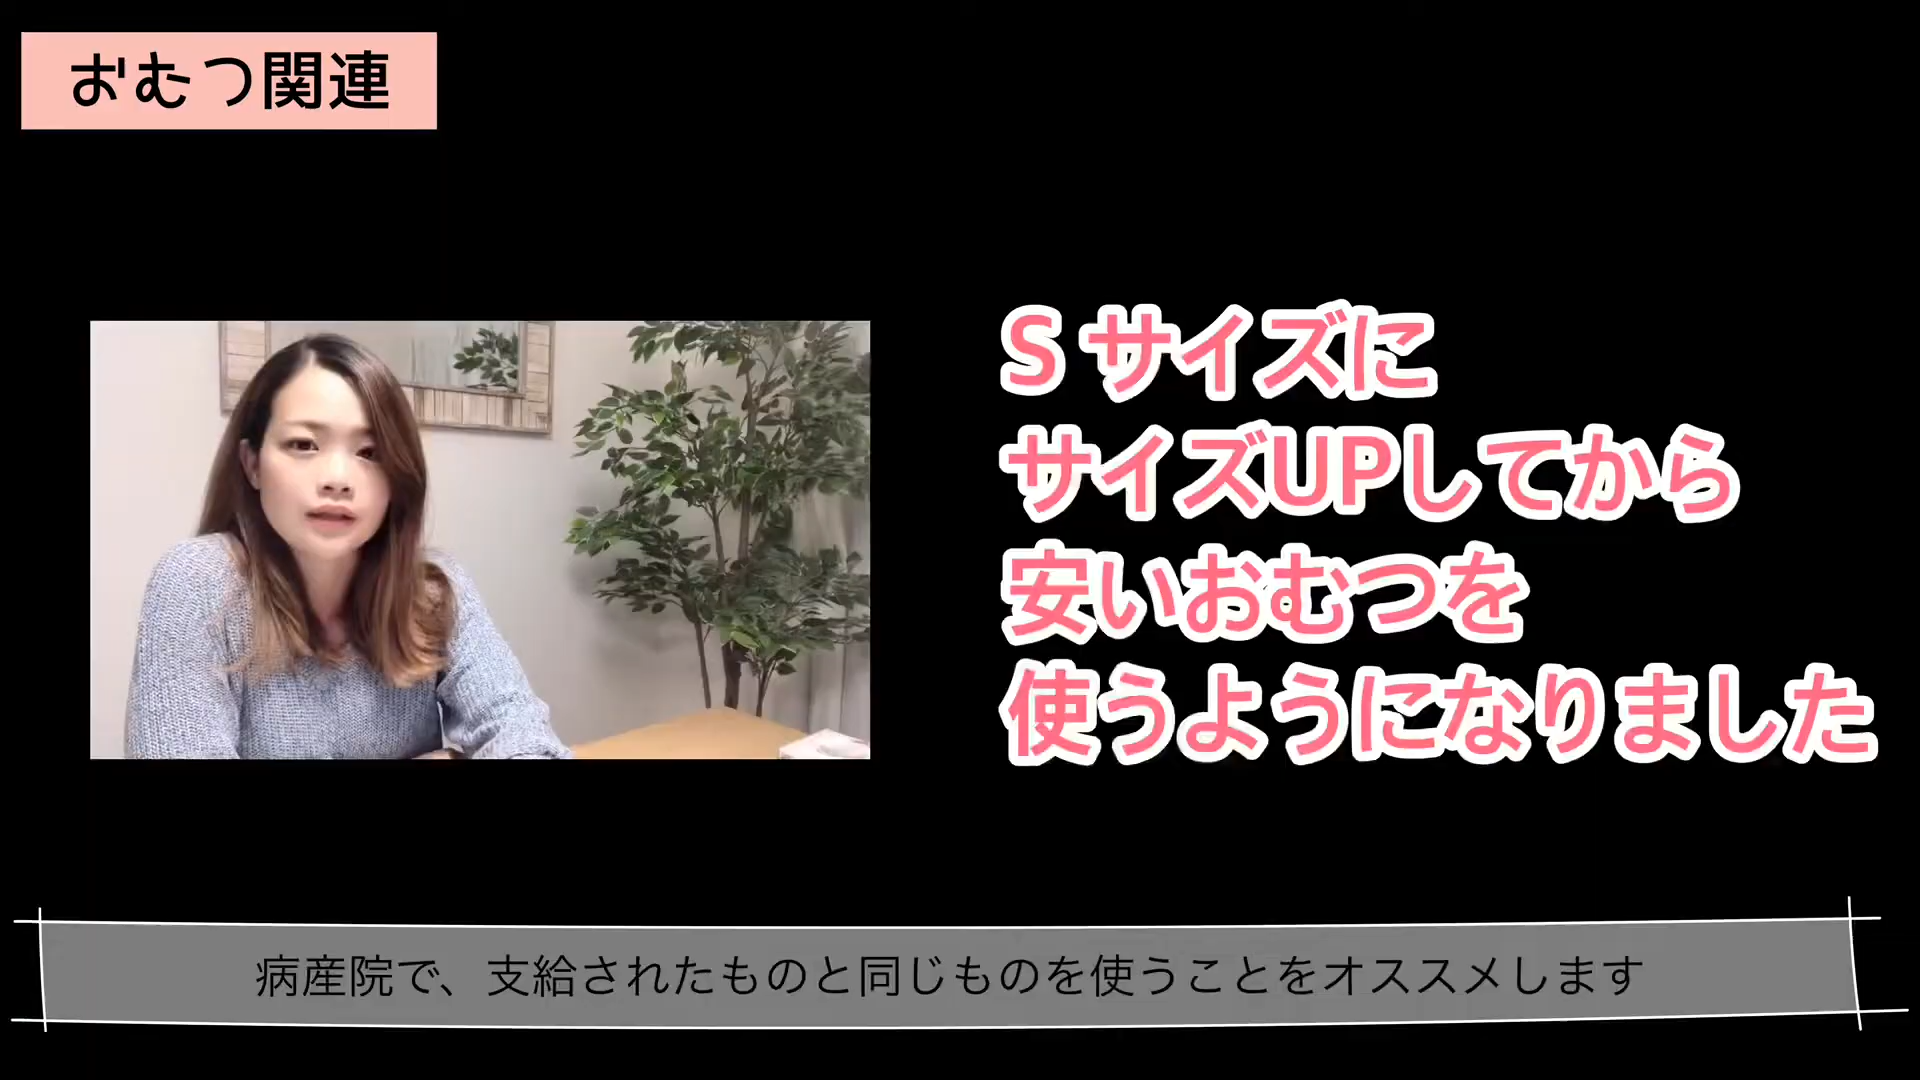 おむつ関連
S サイズに
サイズUPしてから
安いおむつを
使うようになりました
病産院で、支給されたものと同じものを使うことをオススメします